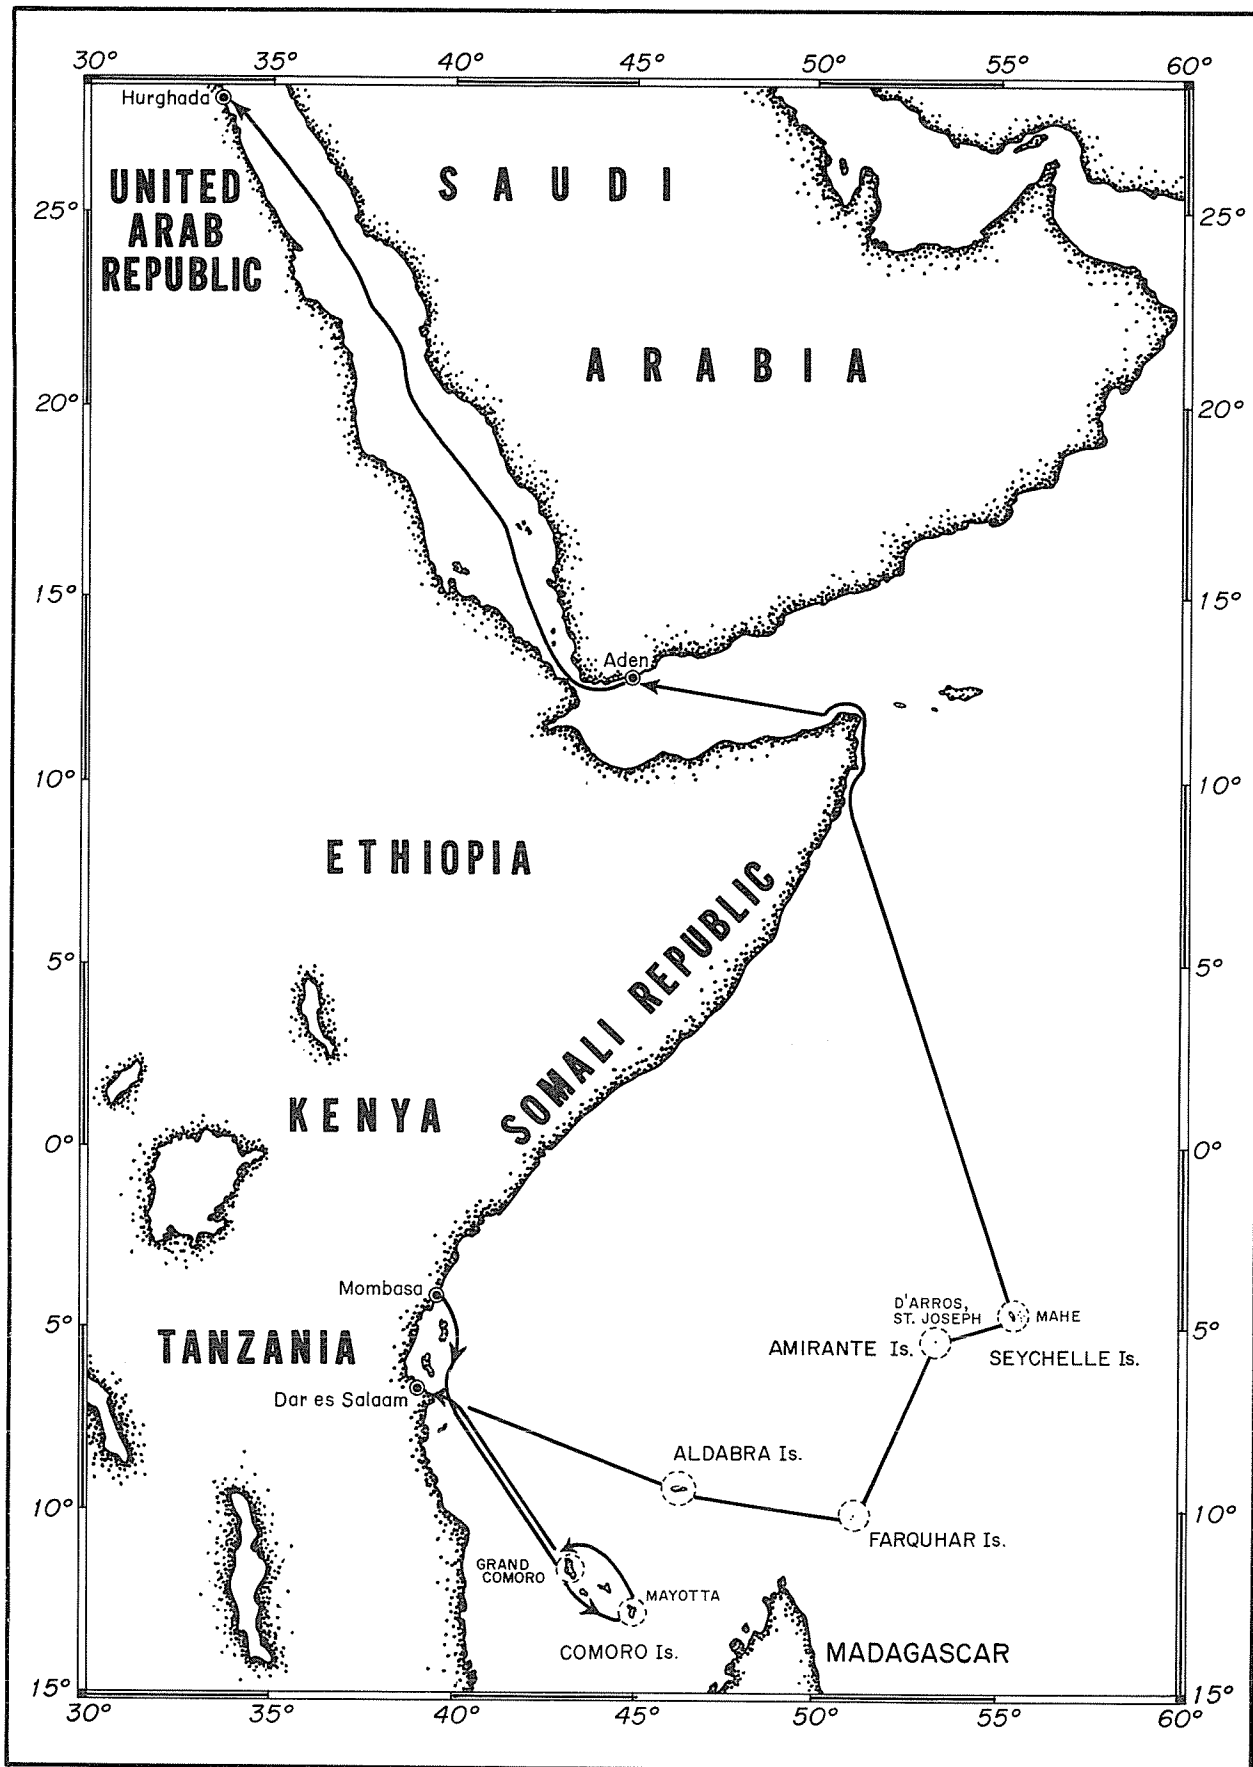 30° 35° 40° 45° 50° 55° 60°
Hurghada
SAUDI
UNITED
ARAB
REPUBLIC
25° 25°
ARABIA
20° 20°
15° 15°
Aden
10° 10°
ETHIOPIA
SOMALI REPUBLIC
5° 5°
KENYA
0° 0°
Mombasa
D'ARROS,
ST. JOSEPH
MAHE
5° 5°
TANZANIA
AMIRANTE Is.
SEYCHELLE Is.
Dar es Salaam
ALDABRA Is.
10° 10°
FARQUHAR Is.
GRAND
COMORO
MAYOTTA
COMORO Is.
MADAGASCAR
15° 15°
30° 35° 40° 45° 50° 55° 60°